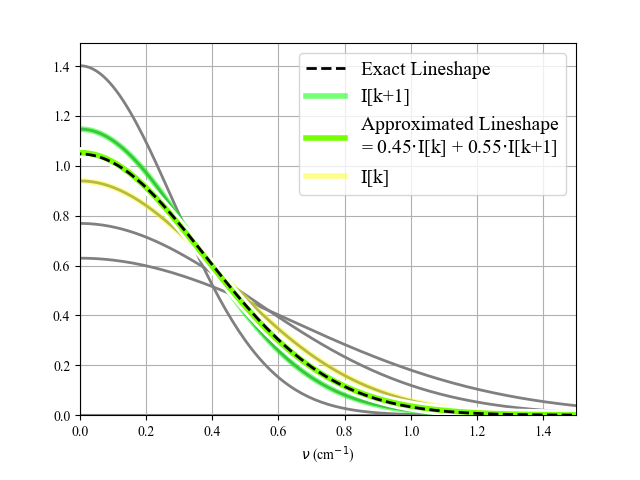 1.4
1.2
1.0
0.8
0.6
0.4
0.2
0.0
Exact Lineshape
I[k+1]
Approximated Lineshape
= 0.45·I[k] + 0.55·I[k+1]
I[k]
0.0 0.2 0.4 0.6 0.8 1.0 1.2 1.4
ν (cm⁻¹)